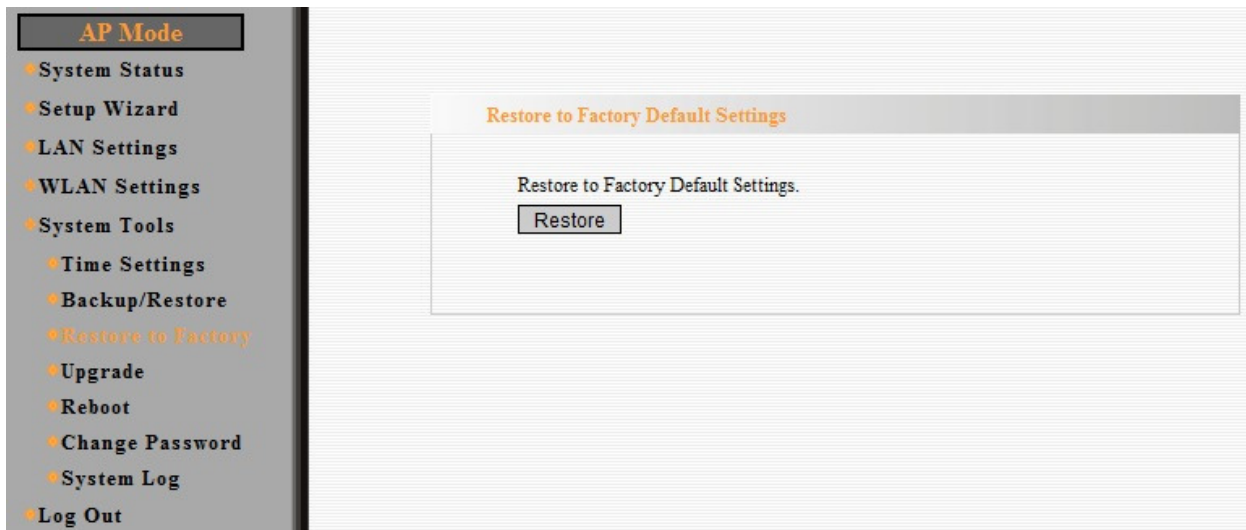 AP Mode
System Status
Setup Wizard
LAN Settings
WLAN Settings
System Tools
Time Settings
Backup/Restore
Restore to Factory
Upgrade
Reboot
Change Password
System Log
Log Out
Restore to Factory Default Settings
Restore to Factory Default Settings.
Restore